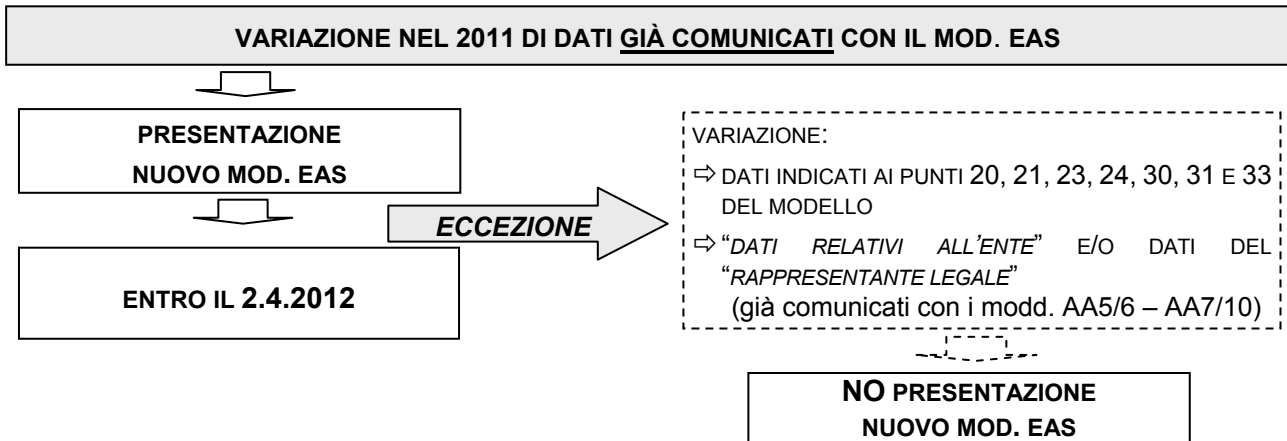 VARIAZIONE NEL 2011 DI DATI GIÀ COMUNICATI CON IL MOD. EAS
PRESENTAZIONE
NUOVO MOD. EAS
ENTRO IL 2.4.2012
ECCEZIONE
VARIAZIONE:
⇨ DATI INDICATI AI PUNTI 20, 21, 23, 24, 30, 31 E 33
DEL MODELLO
⇨ “DATI RELATIVI ALL’ENTE” E/O DATI DEL
“RAPPRESENTANTE LEGALE”
(già comunicati con i modd. AA5/6 – AA7/10)
NO PRESENTAZIONE
NUOVO MOD. EAS